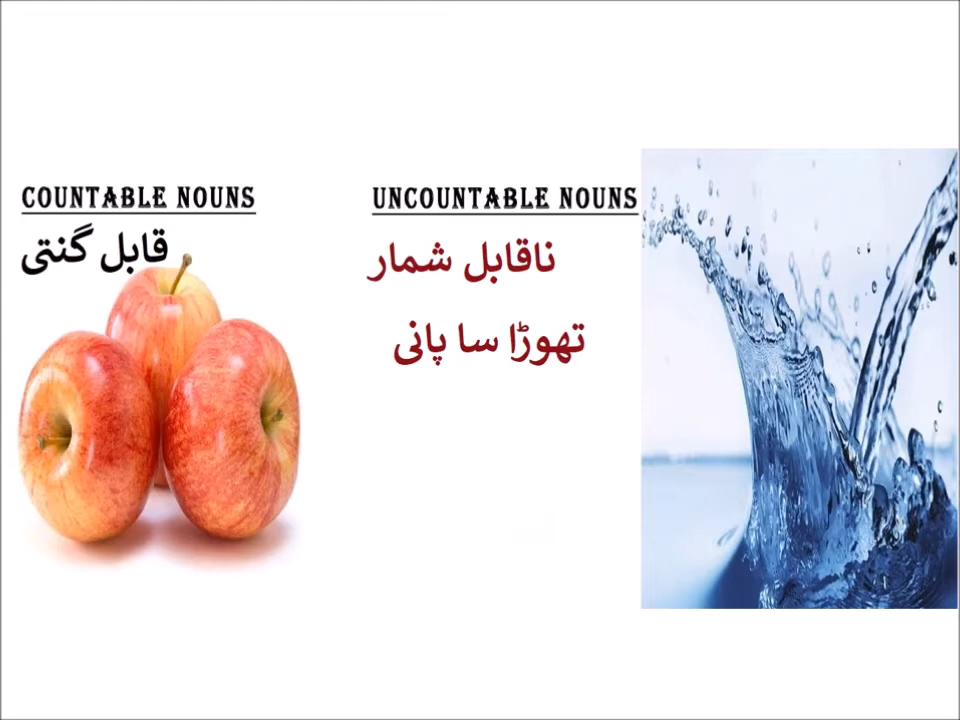 COUNTABLE NOUNS
قابل گنتی
UNCOUNTABLE NOUNS
ناقابل شمار
تھوڑا سا پانی